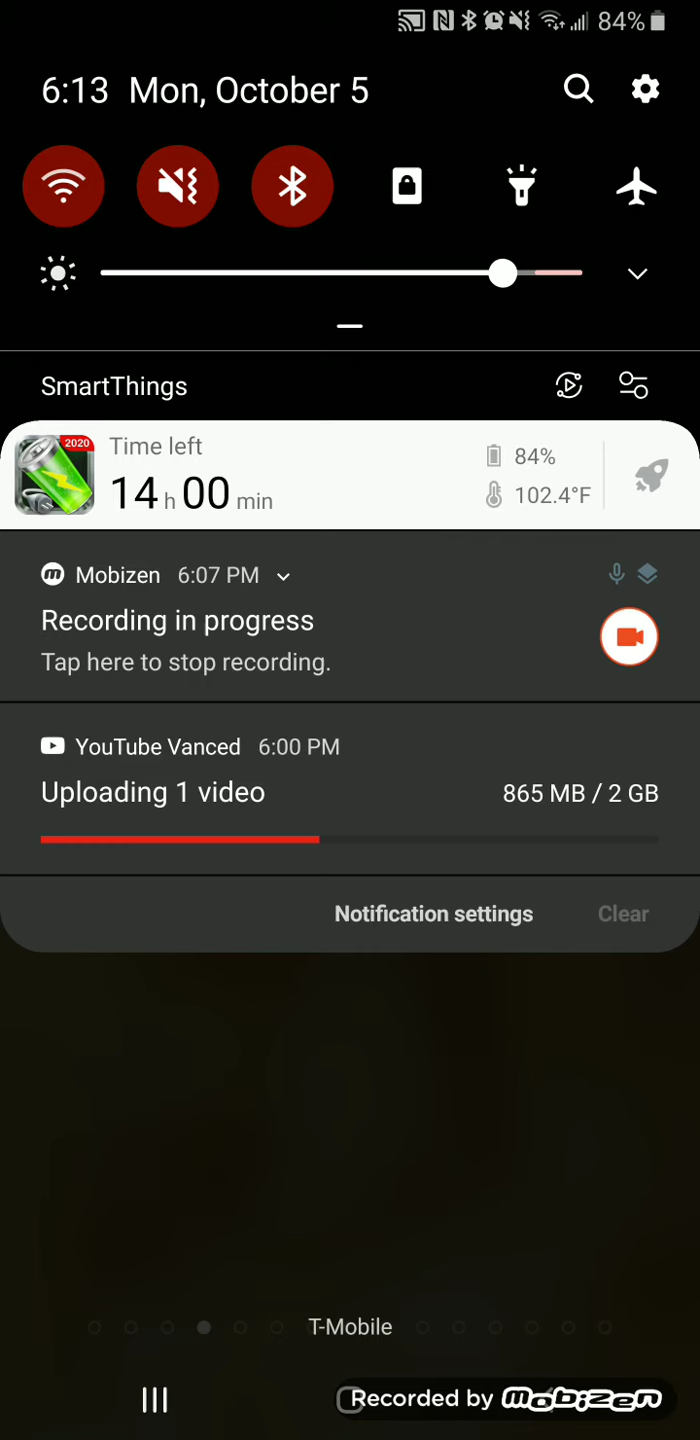 84%
6:13 Mon, October 5
SmartThings
2020
Time left
14 h 00 min
84%
102.4°F
Mobizen 6:07 PM
Recording in progress
Tap here to stop recording.
YouTube Vanced 6:00 PM
Uploading 1 video 865 MB / 2 GB
Notification settings Clear
T-Mobile
Recorded by mobizen